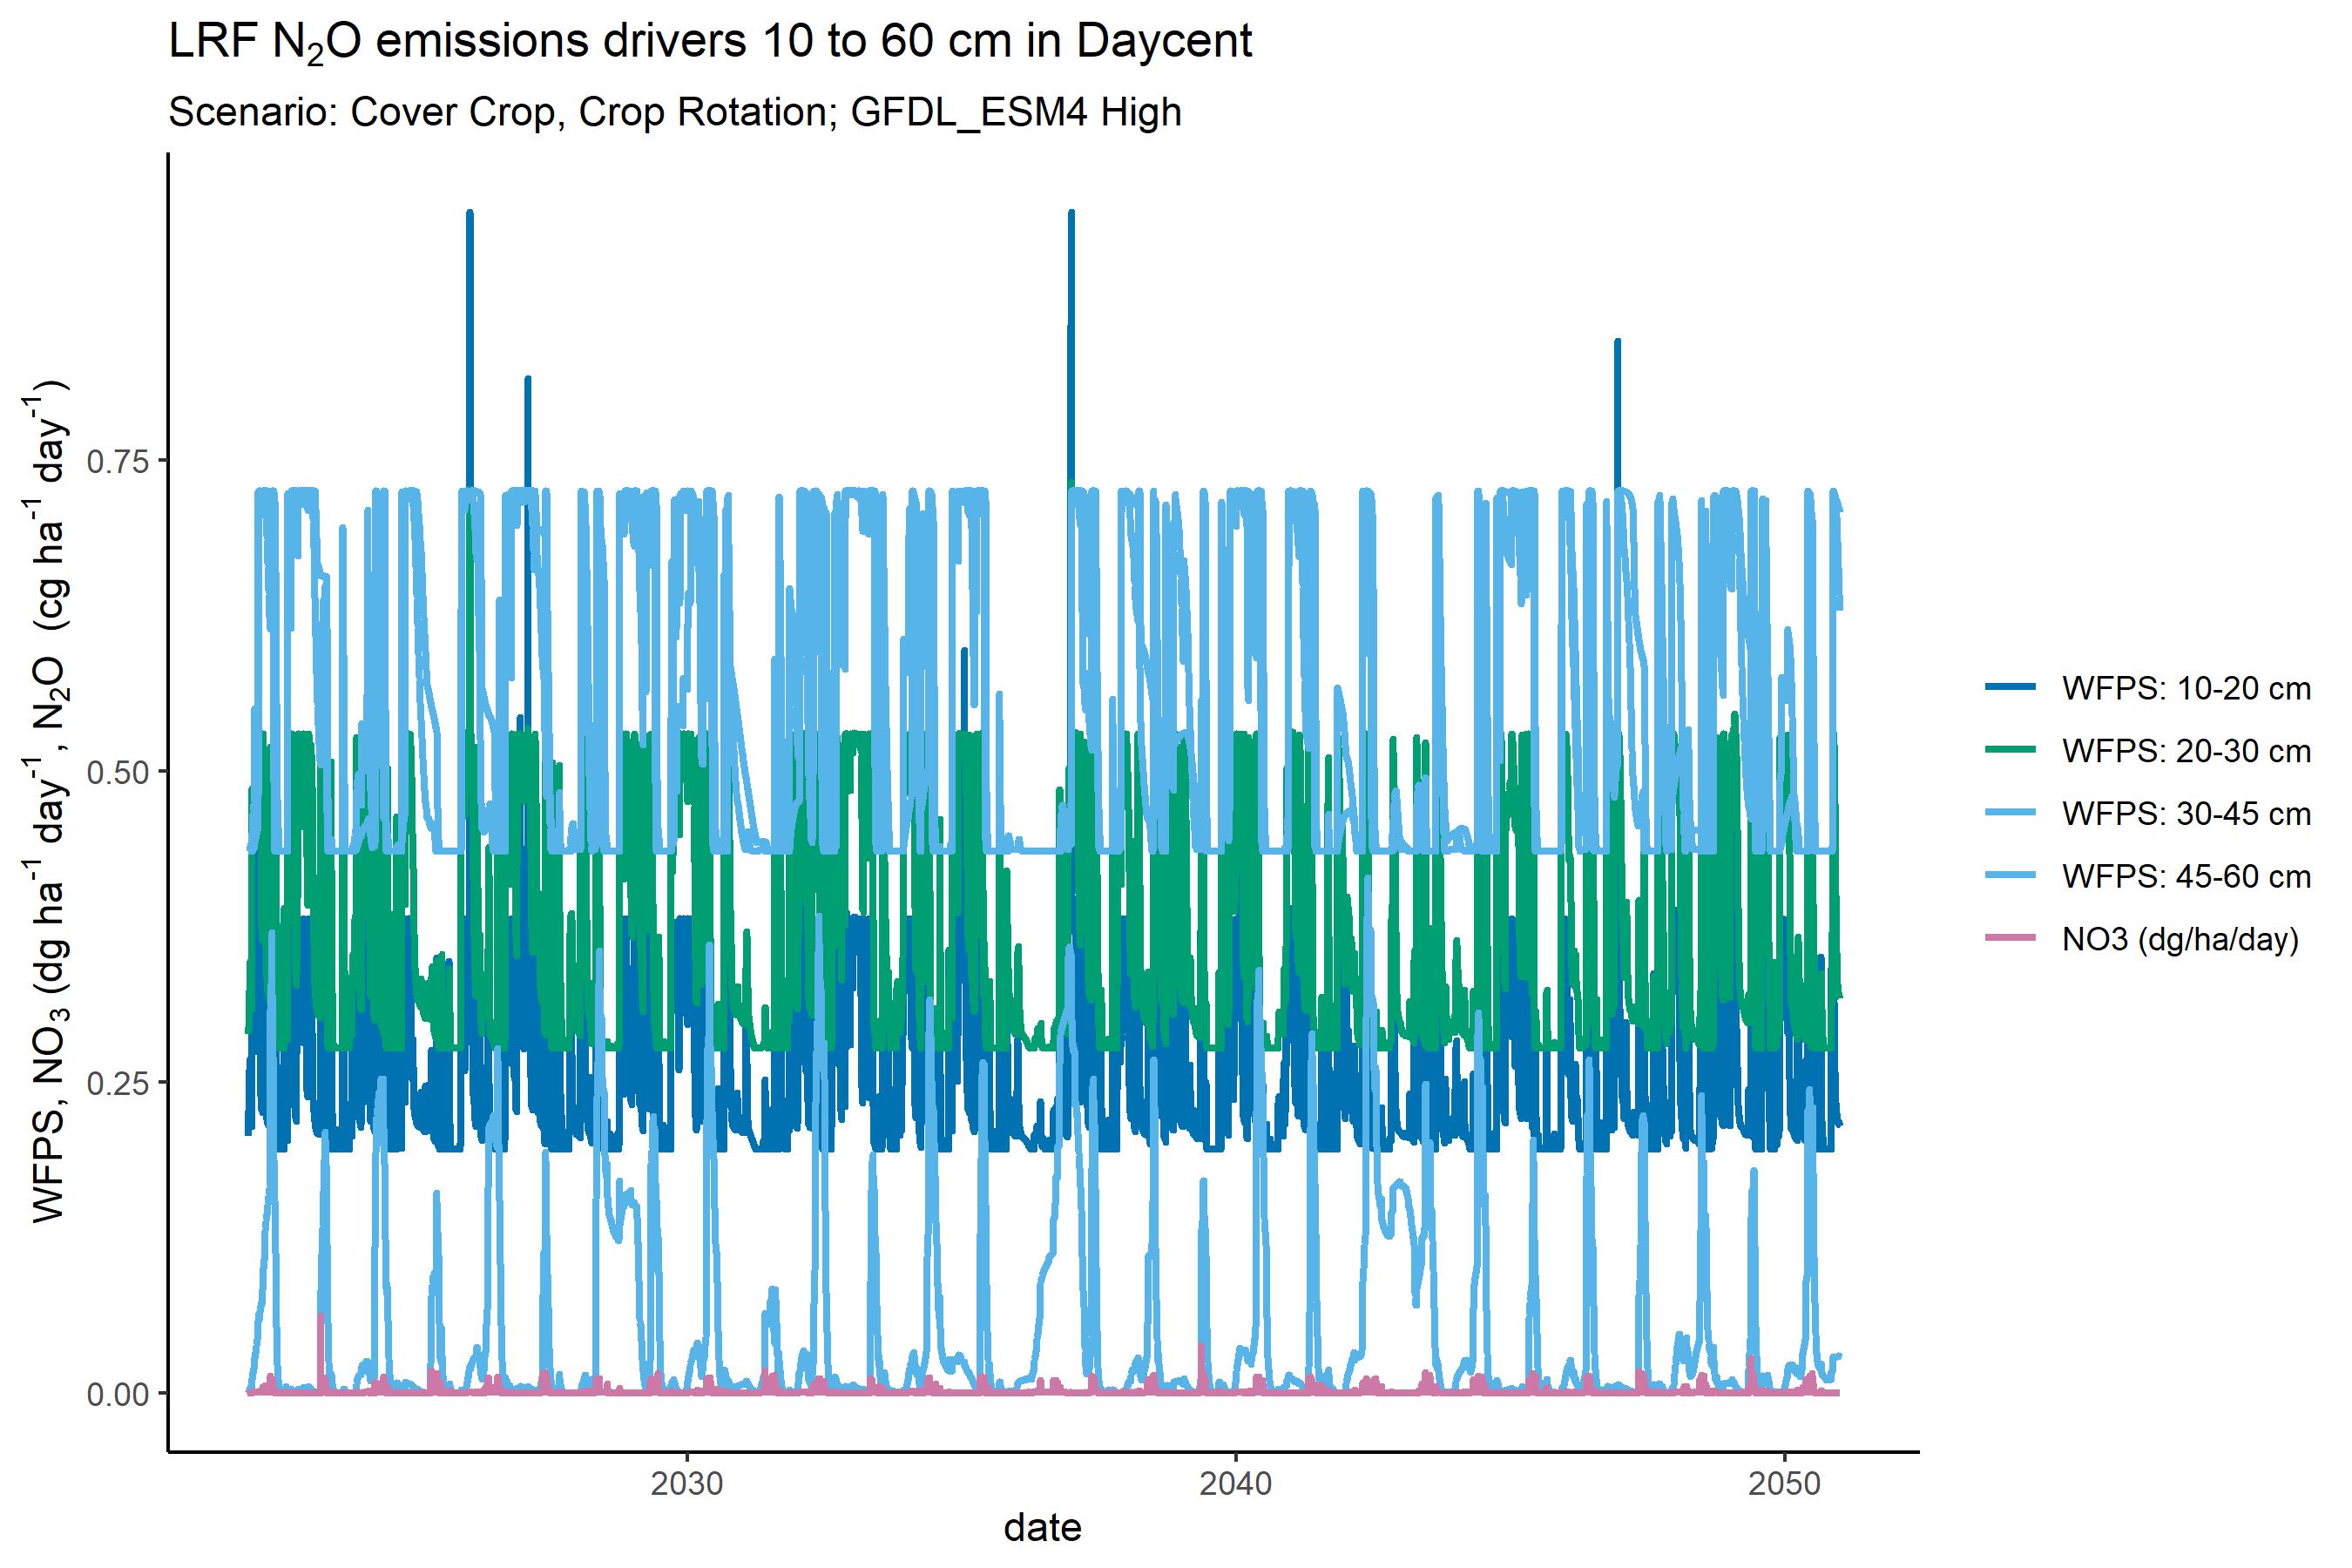 LRF N₂O emissions drivers 10 to 60 cm in Daycent
Scenario: Cover Crop, Crop Rotation; GFDL_ESM4 High
WFPS, NO₃ (dg ha⁻¹ day⁻¹, N₂O (cg ha⁻¹ day⁻¹)
0.75
0.50
0.25
0.00
2030 2040 2050
date
WFPS: 10-20 cm
WFPS: 20-30 cm
WFPS: 30-45 cm
WFPS: 45-60 cm
NO3 (dg/ha/day)